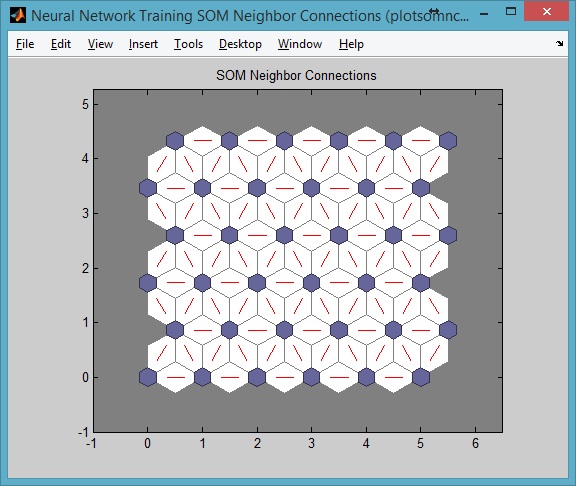 Neural Network Training SOM Neighbor Connections (plotsomnc...
File Edit View Insert Tools Desktop Window Help
SOM Neighbor Connections
5
4
3
2
1
0
-1
-1 0 1 2 3 4 5 6